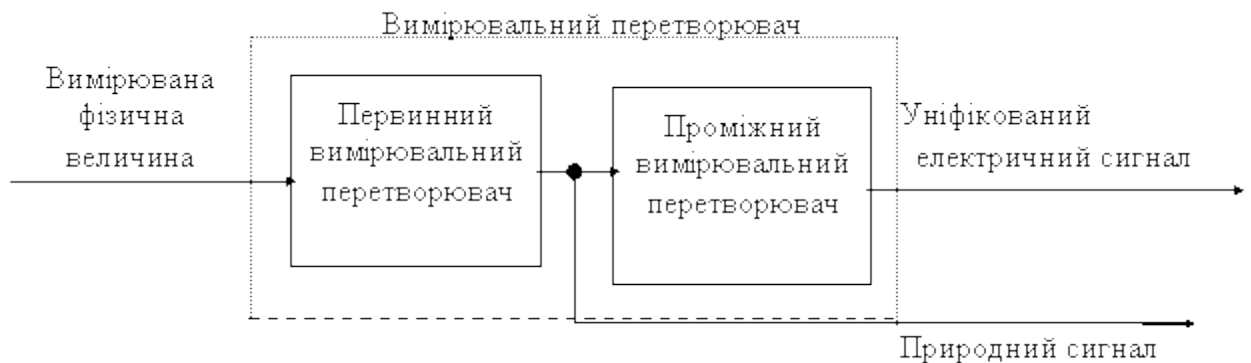 Вимірювальний перетворювач
Вимірювана
фізична
величина
Первинний
вимірювальний
перетворювач
Проміжний
вимірювальний
перетворювач
Уніфікований
електричний сигнал
Природний сигнал